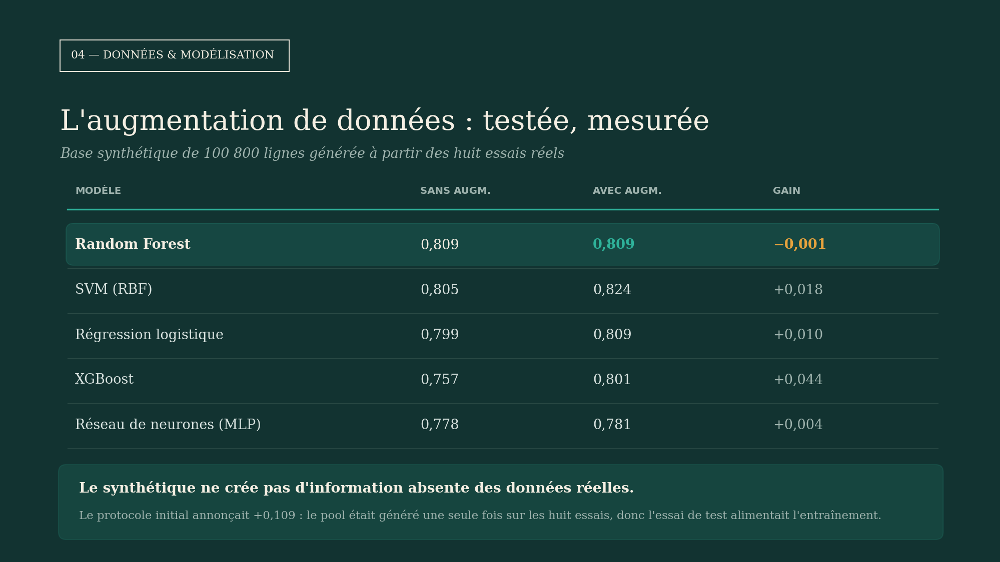 04 — DONNÉES & MODÉLISATION
L'augmentation de données : testée, mesurée
Base synthétique de 100 800 lignes générée à partir des huit essais réels
MODÈLE SANS AUGM. AVEC AUGM. GAIN
Random Forest 0,809 0,809 −0,001
SVM (RBF) 0,805 0,824 +0,018
Régression logistique 0,799 0,809 +0,010
XGBoost 0,757 0,801 +0,044
Réseau de neurones (MLP) 0,778 0,781 +0,004
Le synthétique ne crée pas d'information absente des données réelles.
Le protocole initial annonçait +0,109 : le pool était généré une seule fois sur les huit essais, donc l'essai de test alimentait l'entraînement.